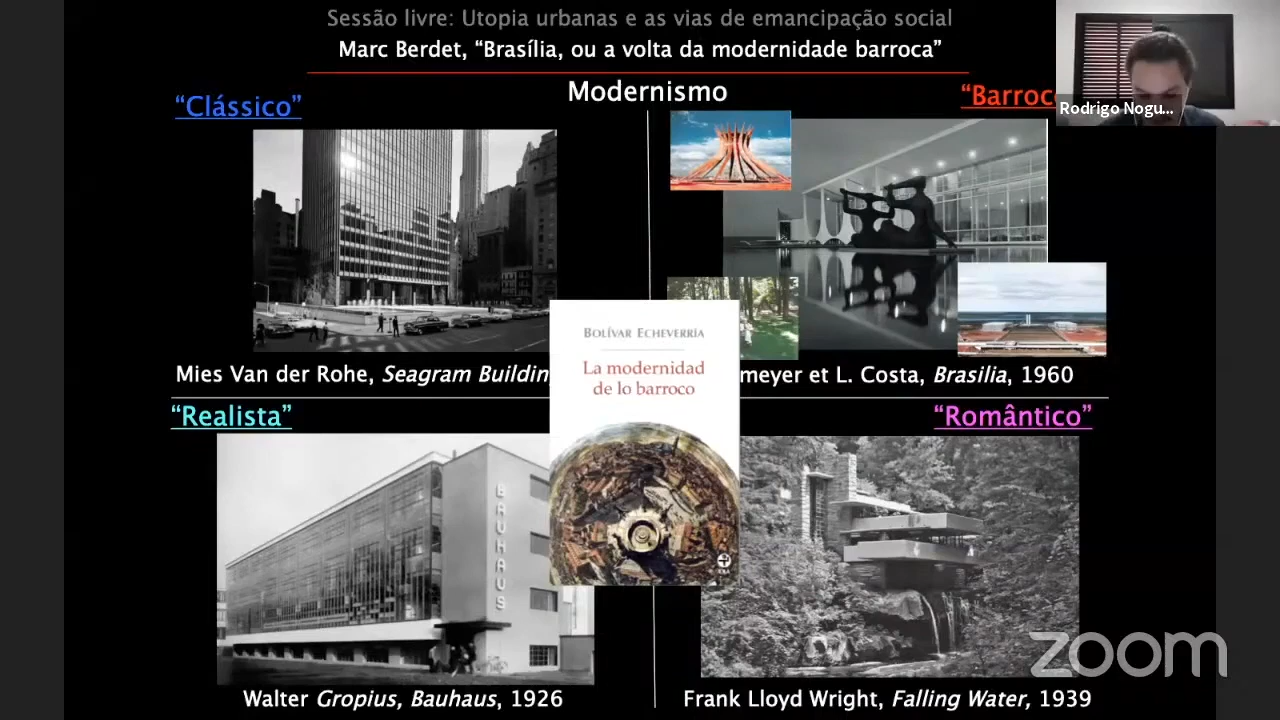 Sessão livre: Utopia urbanas e as vias de emancipação social
Marc Berdet, “Brasília, ou a volta da modernidade barroca”
Modernismo
“Clássico”
“Barroc
Rodrigo Nogu...
BOLÍVAR ECHEVERRÍA
La modernidad
de lo barroco
Mies Van der Rohe, Seagram Buildin
meyer et L. Costa, Brasilia, 1960
“Realista”
“Romântico”
BAUHAUS
ERA
zoom
Walter Gropius, Bauhaus, 1926
Frank Lloyd Wright, Falling Water, 1939